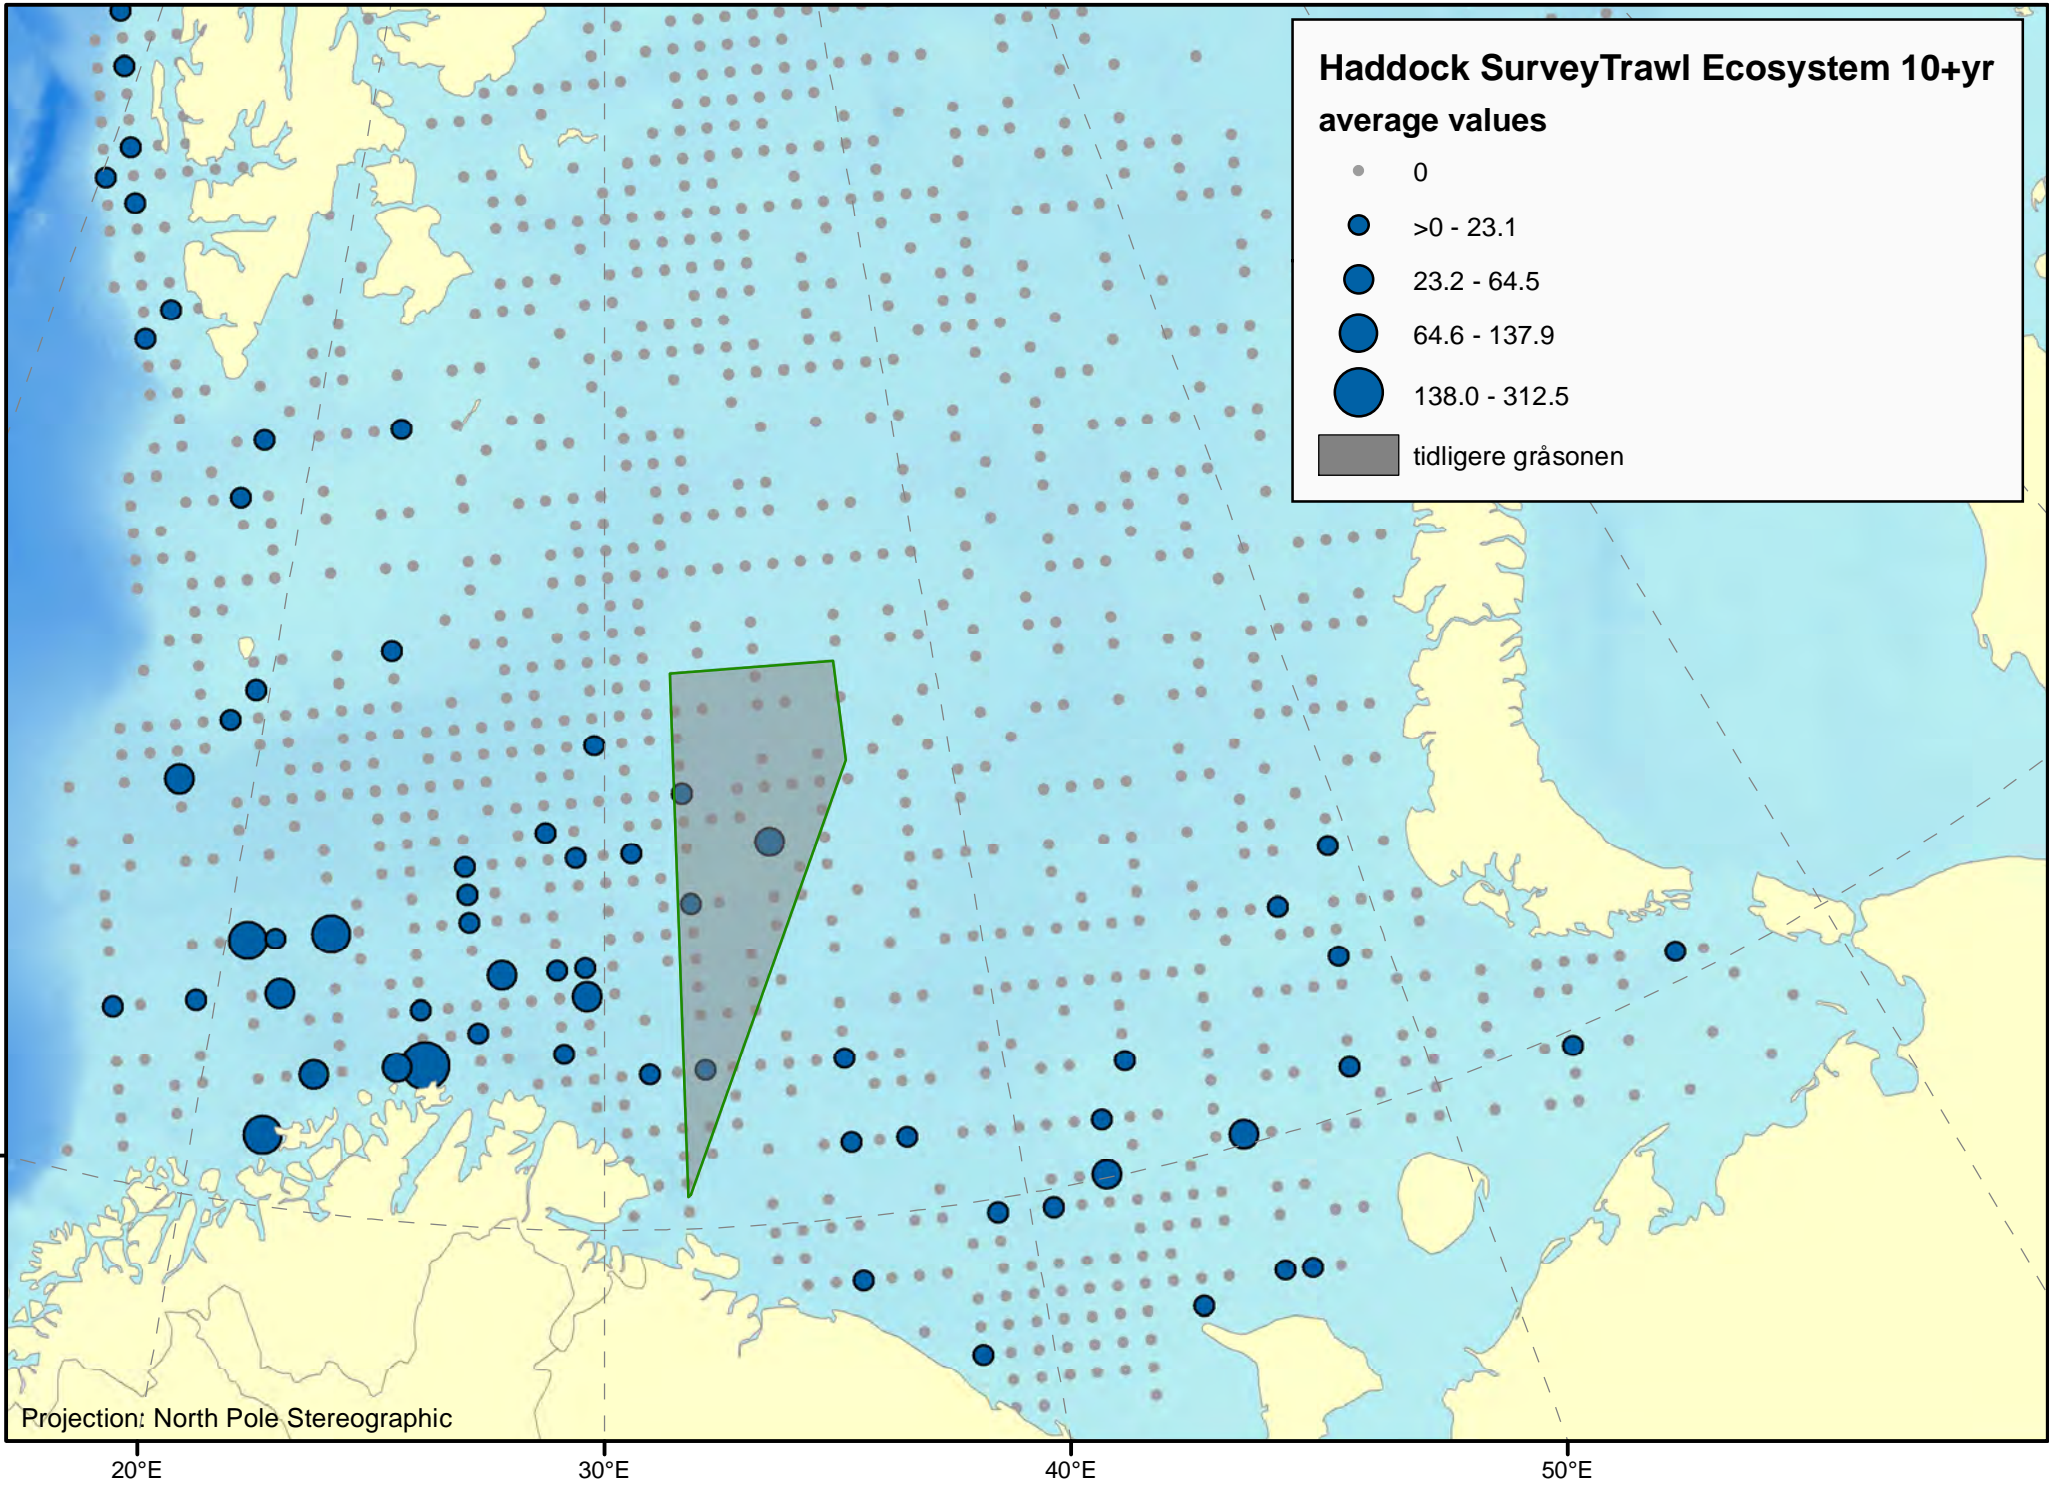 Haddock SurveyTrawl Ecosystem 10+yr
average values
0
>0 - 23.1
23.2 - 64.5
64.6 - 137.9
138.0 - 312.5
tidligere gråsonen
Projection: North Pole Stereographic
20°E
30°E
40°E
50°E